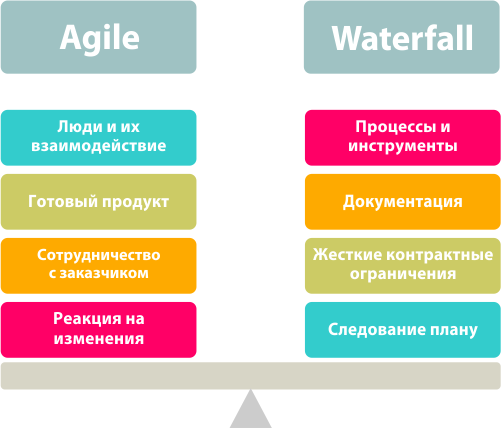 Agile
Waterfall
Люди и их
взаимодействие
Процессы и
инструменты
Готовый продукт
Документация
Сотрудничество
с заказчиком
Жесткие контрактные
ограничения
Реакция на
изменения
Следование плану